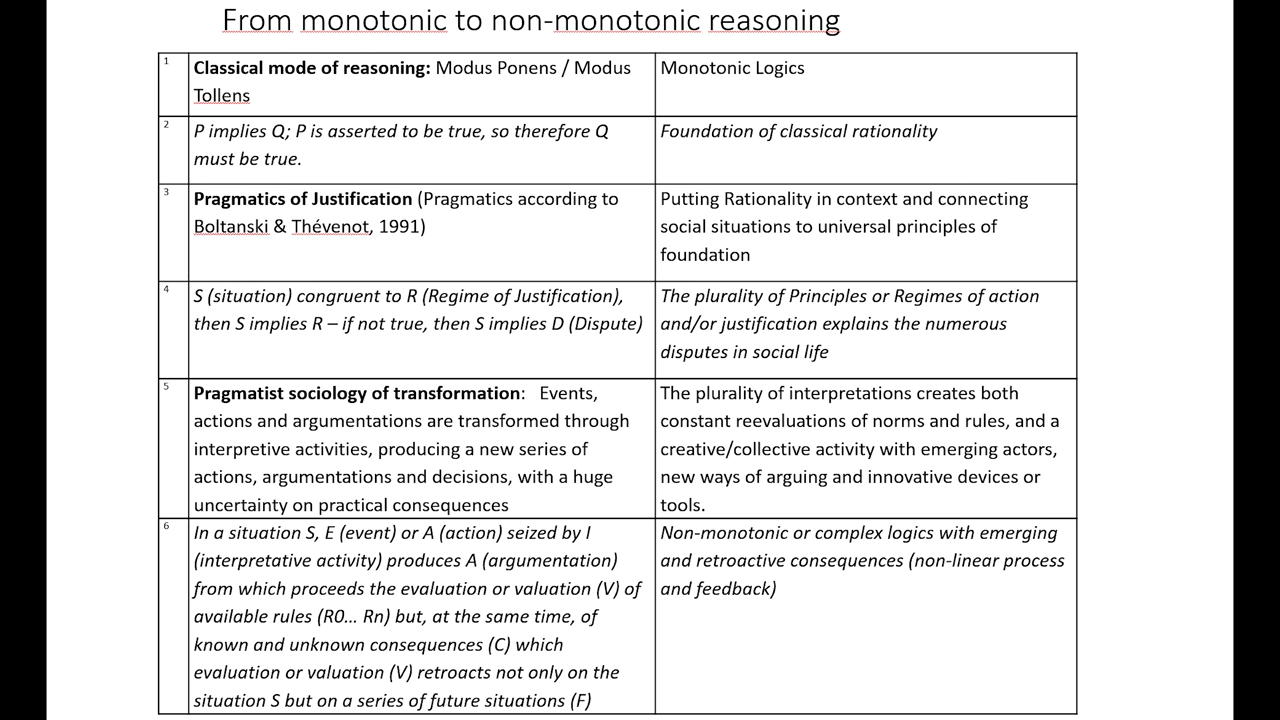 From monotonic to non-monotonic reasoning
1
Classical mode of reasoning: Modus Ponens / Modus
Tollens
Monotonic Logics
2
P implies Q; P is asserted to be true, so therefore Q
must be true.
Foundation of classical rationality
3
Pragmatics of Justification (Pragmatics according to
Boltanski & Thévenot, 1991)
Putting Rationality in context and connecting
social situations to universal principles of
foundation
4
S (situation) congruent to R (Regime of Justification),
then S implies R – if not true, then S implies D (Dispute)
The plurality of Principles or Regimes of action
and/or justification explains the numerous
disputes in social life
5
Pragmatist sociology of transformation: Events,
actions and argumentations are transformed through
interpretive activities, producing a new series of
actions, argumentations and decisions, with a huge
uncertainty on practical consequences
The plurality of interpretations creates both
constant reevaluations of norms and rules, and a
creative/collective activity with emerging actors,
new ways of arguing and innovative devices or
tools.
6
In a situation S, E (event) or A (action) seized by I
(interpretative activity) produces A (argumentation)
from which proceeds the evaluation or valuation (V) of
available rules (R0... Rn) but, at the same time, of
known and unknown consequences (C) which
evaluation or valuation (V) retroacts not only on the
situation S but on a series of future situations (F)
Non-monotonic or complex logics with emerging
and retroactive consequences (non-linear process
and feedback)